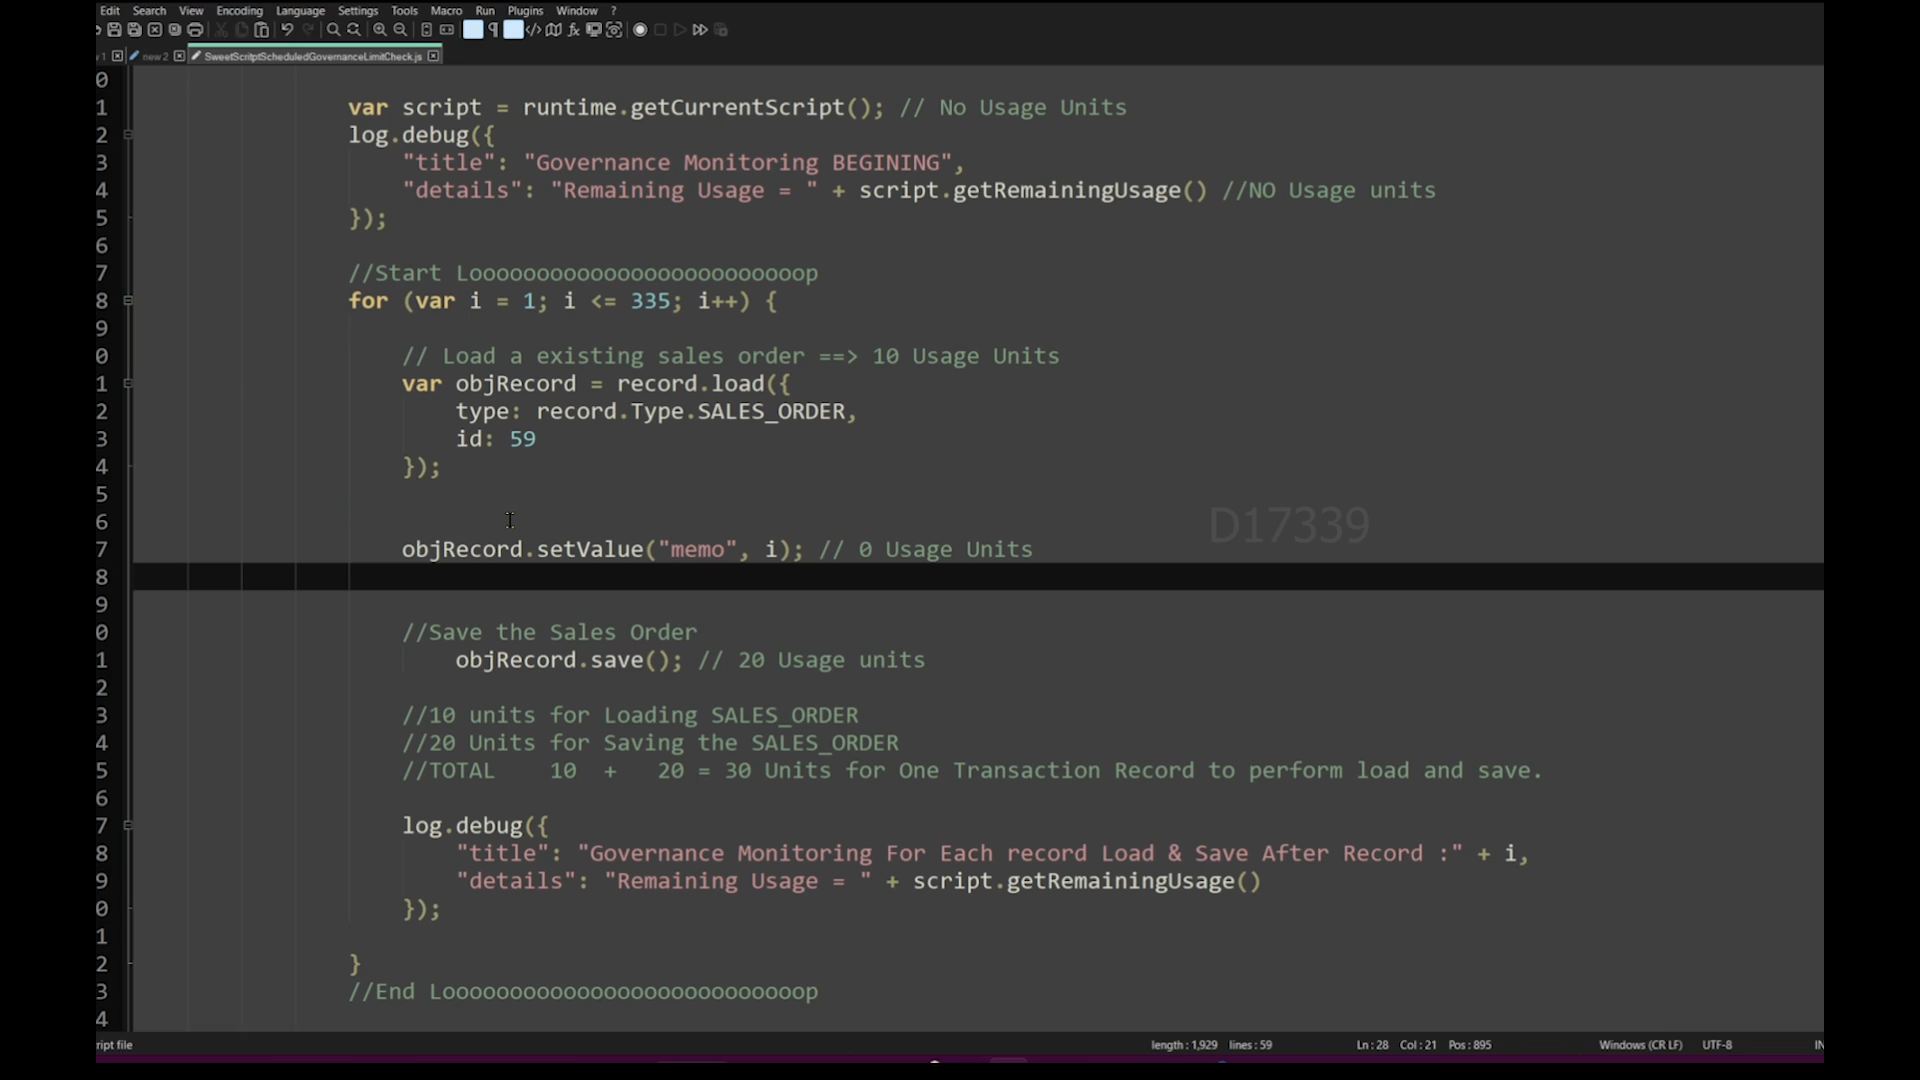 Edit Search View Encoding Language Settings Tools Macro Run Plugins Window ?
1 new 2 SweetScritptScheduledGovernanceLimitCheck.js
0
1 var script = runtime.getCurrentScript(); // No Usage Units
2 log.debug({
3 "title": "Governance Monitoring BEGINING",
4 "details": "Remaining Usage = " + script.getRemainingUsage() //NO Usage units
5 });
6
7 //Start Looooooooooooooooooooooooop
8 for (var i = 1; i <= 335; i++) {
9
0 // Load a existing sales order ==> 10 Usage Units
1 var objRecord = record.load({
2 type: record.Type.SALES_ORDER,
3 id: 59
4 });
5
6
D17339
7 objRecord.setValue("memo", i); // 0 Usage Units
8
9
0 //Save the Sales Order
1 objRecord.save(); // 20 Usage units
2
3 //10 units for Loading SALES_ORDER
4 //20 Units for Saving the SALES_ORDER
5 //TOTAL 10 + 20 = 30 Units for One Transaction Record to perform load and save.
6
7 log.debug({
8 "title": "Governance Monitoring For Each record Load & Save After Record :" + i,
9 "details": "Remaining Usage = " + script.getRemainingUsage()
0 });
1
2 }
3 //End Looooooooooooooooooooooooooop
4
ript file length : 1,929 lines : 59 Ln : 28 Col : 21 Pos : 895 Windows (CR LF) UTF-8 IN